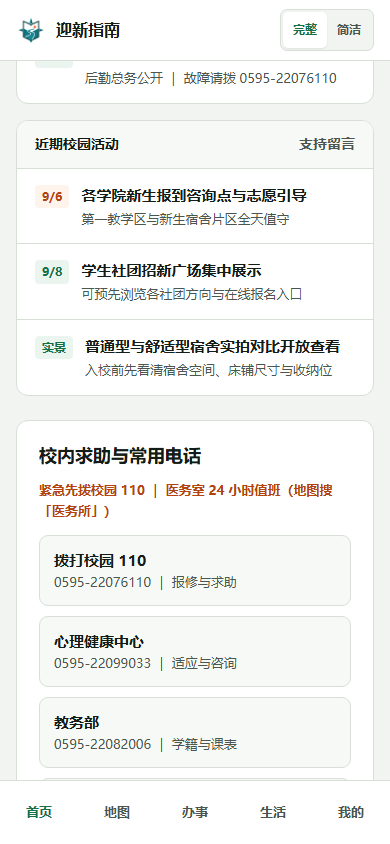 迎新指南
完整 简洁
后勤总务公开 | 故障请拨 0595-22076110
近期校园活动 支持留言
9/6 各学院新生报到咨询点与志愿引导
第一教学区与新生宿舍片区全天值守
9/8 学生社团招新广场集中展示
可预先浏览各社团方向与在线报名入口
实景 普通型与舒适型宿舍实拍对比开放查看
入校前先看清宿舍空间、床铺尺寸与收纳位
校内求助与常用电话
紧急先拨校园 110 | 医务室 24 小时值班（地图搜
「医务所」）
拨打校园 110
0595-22076110 | 报修与求助
心理健康中心
0595-22099033 | 适应与咨询
教务部
0595-22082006 | 学籍与课表
首页 地图 办事 生活 我的